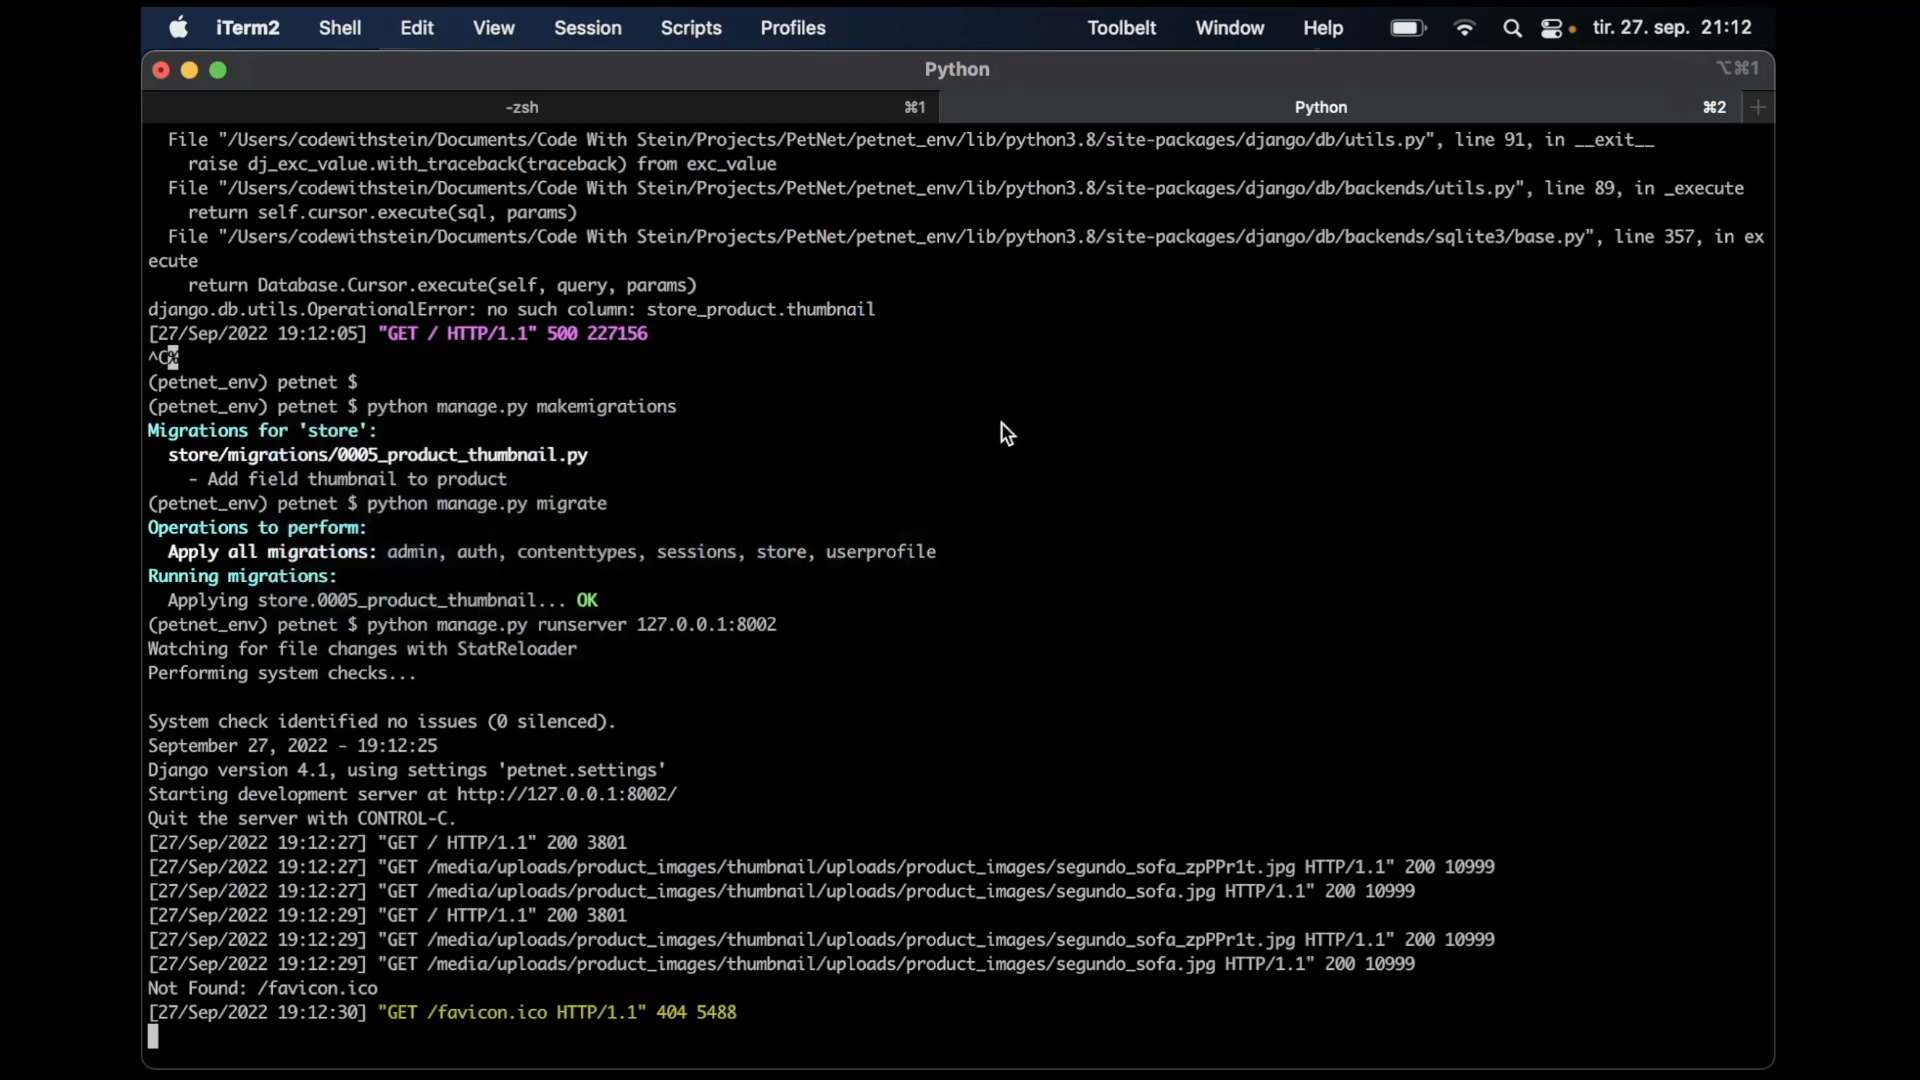 iTerm2 Shell Edit View Session Scripts Profiles Toolbelt Window Help tir. 27. sep. 21:12
Python ⌥⌘1
-zsh ⌘1 Python ⌘2 +
File "/Users/codewithstein/Documents/Code With Stein/Projects/PetNet/petnet_env/lib/python3.8/site-packages/django/db/utils.py", line 91, in __exit__
raise dj_exc_value.with_traceback(traceback) from exc_value
File "/Users/codewithstein/Documents/Code With Stein/Projects/PetNet/petnet_env/lib/python3.8/site-packages/django/db/backends/utils.py", line 89, in _execute
return self.cursor.execute(sql, params)
File "/Users/codewithstein/Documents/Code With Stein/Projects/PetNet/petnet_env/lib/python3.8/site-packages/django/db/backends/sqlite3/base.py", line 357, in ex
ecute
return Database.Cursor.execute(self, query, params)
django.db.utils.OperationalError: no such column: store_product.thumbnail
[27/Sep/2022 19:12:05] "GET / HTTP/1.1" 500 227156
^C%
(petnet_env) petnet $
(petnet_env) petnet $ python manage.py makemigrations
Migrations for 'store':
store/migrations/0005_product_thumbnail.py
- Add field thumbnail to product
(petnet_env) petnet $ python manage.py migrate
Operations to perform:
Apply all migrations: admin, auth, contenttypes, sessions, store, userprofile
Running migrations:
Applying store.0005_product_thumbnail... OK
(petnet_env) petnet $ python manage.py runserver 127.0.0.1:8002
Watching for file changes with StatReloader
Performing system checks...
System check identified no issues (0 silenced).
September 27, 2022 - 19:12:25
Django version 4.1, using settings 'petnet.settings'
Starting development server at http://127.0.0.1:8002/
Quit the server with CONTROL-C.
[27/Sep/2022 19:12:27] "GET / HTTP/1.1" 200 3801
[27/Sep/2022 19:12:27] "GET /media/uploads/product_images/thumbnail/uploads/product_images/segundo_sofa_zpPPr1t.jpg HTTP/1.1" 200 10999
[27/Sep/2022 19:12:27] "GET /media/uploads/product_images/thumbnail/uploads/product_images/segundo_sofa.jpg HTTP/1.1" 200 10999
[27/Sep/2022 19:12:29] "GET / HTTP/1.1" 200 3801
[27/Sep/2022 19:12:29] "GET /media/uploads/product_images/thumbnail/uploads/product_images/segundo_sofa_zpPPr1t.jpg HTTP/1.1" 200 10999
[27/Sep/2022 19:12:29] "GET /media/uploads/product_images/thumbnail/uploads/product_images/segundo_sofa.jpg HTTP/1.1" 200 10999
Not Found: /favicon.ico
[27/Sep/2022 19:12:30] "GET /favicon.ico HTTP/1.1" 404 5488